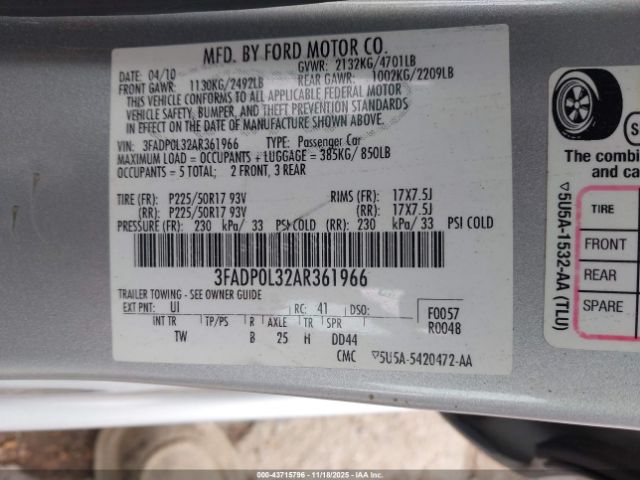 MFD. BY FORD MOTOR CO.
DATE: 04/10 GVWR: 2132KG/4701LB
FRONT GAWR: 1130KG/2492LB REAR GAWR: 1002KG/2209LB
THIS VEHICLE CONFORMS TO ALL APPLICABLE FEDERAL MOTOR
VEHICLE SAFETY, BUMPER, AND THEFT PREVENTION STANDARDS
IN EFFECT ON THE DATE OF MANUFACTURE SHOWN ABOVE.
VIN: 3FADP0L32AR361966 TYPE: Passenger Car
MAXIMUM LOAD = OCCUPANTS + LUGGAGE = 385KG/ 850LB
OCCUPANTS = 5 TOTAL; 2 FRONT, 3 REAR
TIRE (FR): P225/50R17 93V RIMS (FR): 17X7.5J
(RR): P225/50R17 93V (RR): 17X7.5J
PRESSURE (FR): 230 kPa/ 33 PSI COLD (RR): 230 kPa/ 33 PSI COLD
3FADP0L32AR361966
TRAILER TOWING - SEE OWNER GUIDE
EXT PNT: UI RC: 41 DSO: F0057
INT TR TP/PS R AXLE TR SPR R0048
TW B 25 H DD44
CMC ▽5U5A-5420472-AA
▽5U5A-1532-AA (TLU)
The combin
and ca
TIRE
FRONT
REAR
SPARE
© IAA - 43715796 - 11/18/2025 - IAAI.COM